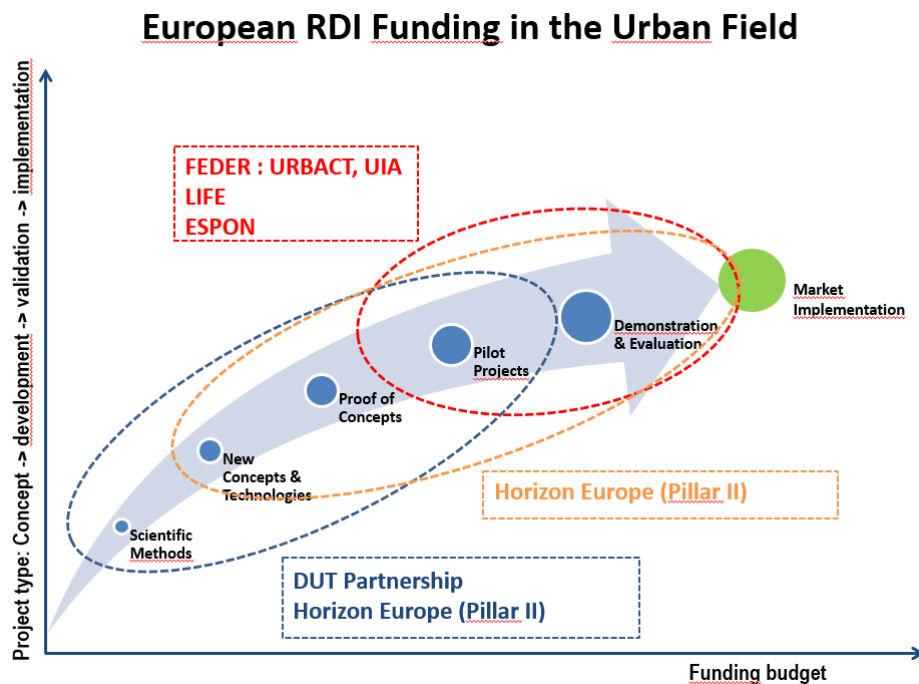 European RDI Funding in the Urban Field
Project type: Concept -> development -> validation -> implementation
FEDER : URBACT, UIA
LIFE
ESPON
Market
Implementation
Demonstration
& Evaluation
Pilot
Projects
Proof of
Concepts
New
Concepts &
Technologies
Horizon Europe (Pillar II)
Scientific
Methods
DUT Partnership
Horizon Europe (Pillar II)
Funding budget